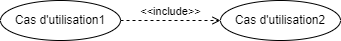 <<include>>
Cas d'utilisation1
Cas d'utilisation2